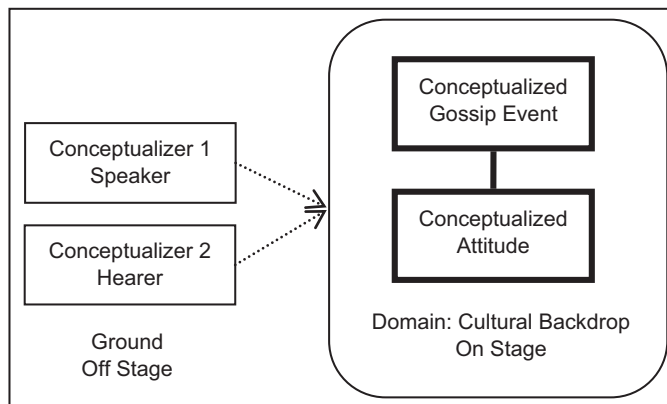 Conceptualizer 1
Speaker
Conceptualizer 2
Hearer
Ground
Off Stage
Conceptualized
Gossip Event
Conceptualized
Attitude
Domain: Cultural Backdrop
On Stage